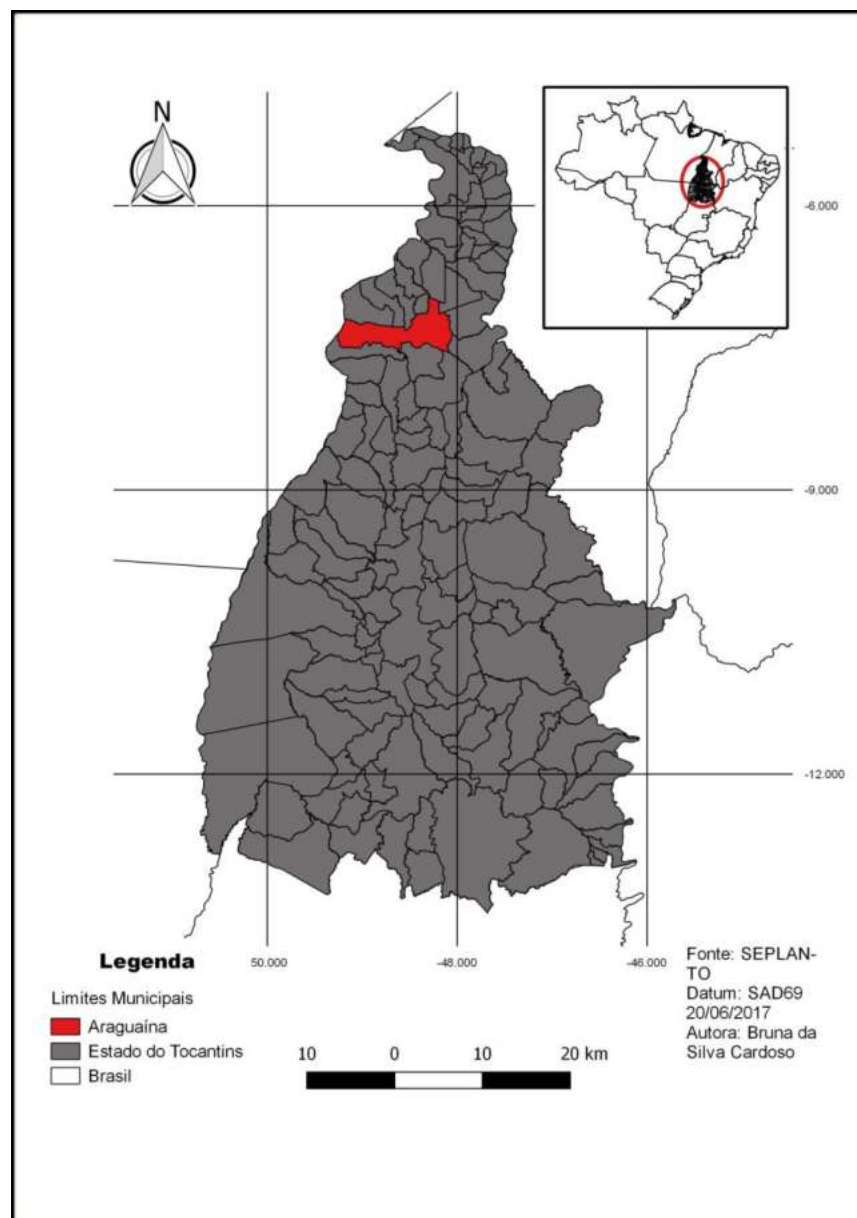 N
-6.000
-9.000
-12.000
50.000
-48.000
-46.000
Legenda
Limites Municipais
Araguaína
Estado do Tocantins
Brasil
10 0 10 20 km
Fonte: SEPLAN-
TO
Datum: SAD69
20/06/2017
Autora: Bruna da
Silva Cardoso